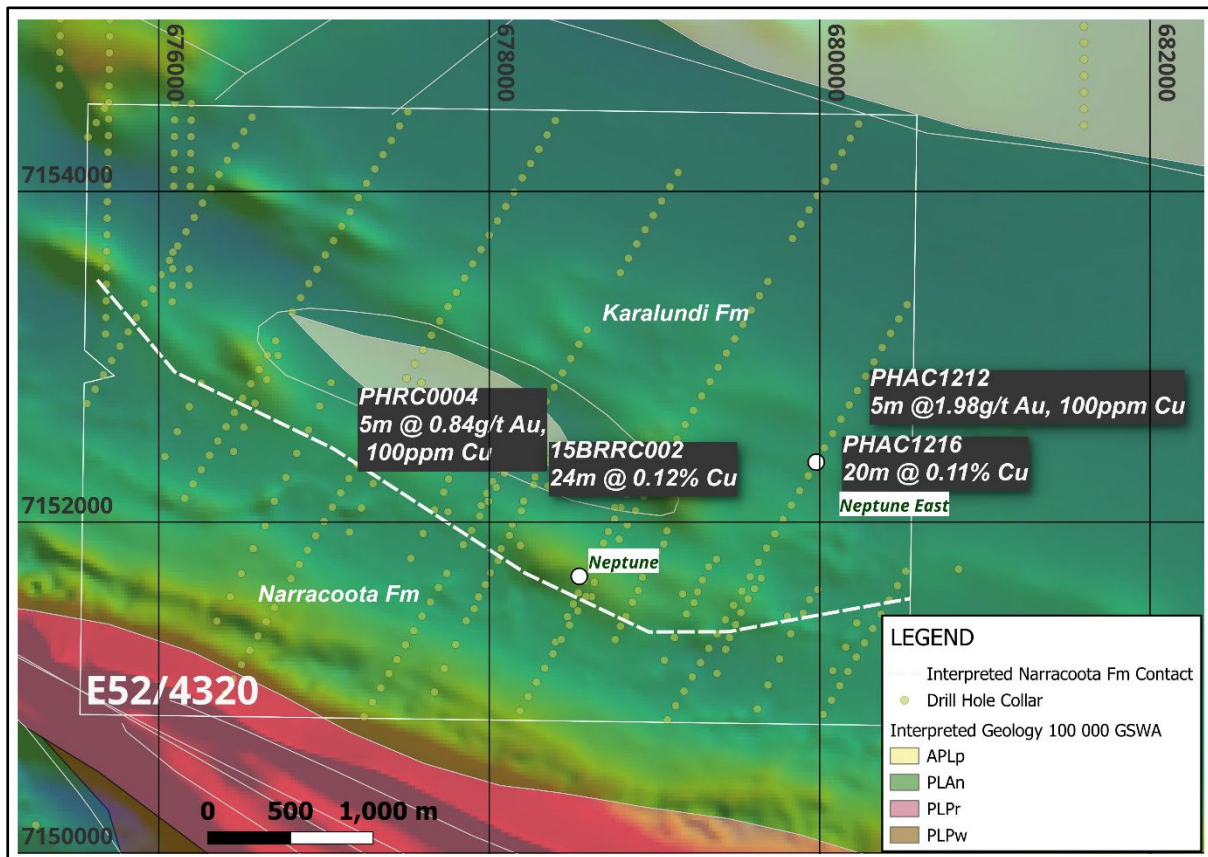 676000
678000
680000
682000
7154000
Karalundi Fm
PHRC0004
5m @ 0.84g/t Au,
100ppm Cu
15BRRC002
24m @ 0.12% Cu
PHAC1212
5m @1.98g/t Au, 100ppm Cu
PHAC1216
20m @ 0.11% Cu
Neptune East
7152000
Neptune
Narracoota Fm
E52/4320
0 500 1,000 m
7150000
LEGEND
Interpreted Narracoota Fm Contact
Drill Hole Collar
Interpreted Geology 100 000 GSWA
APLp
PLAn
PLPr
PLPw